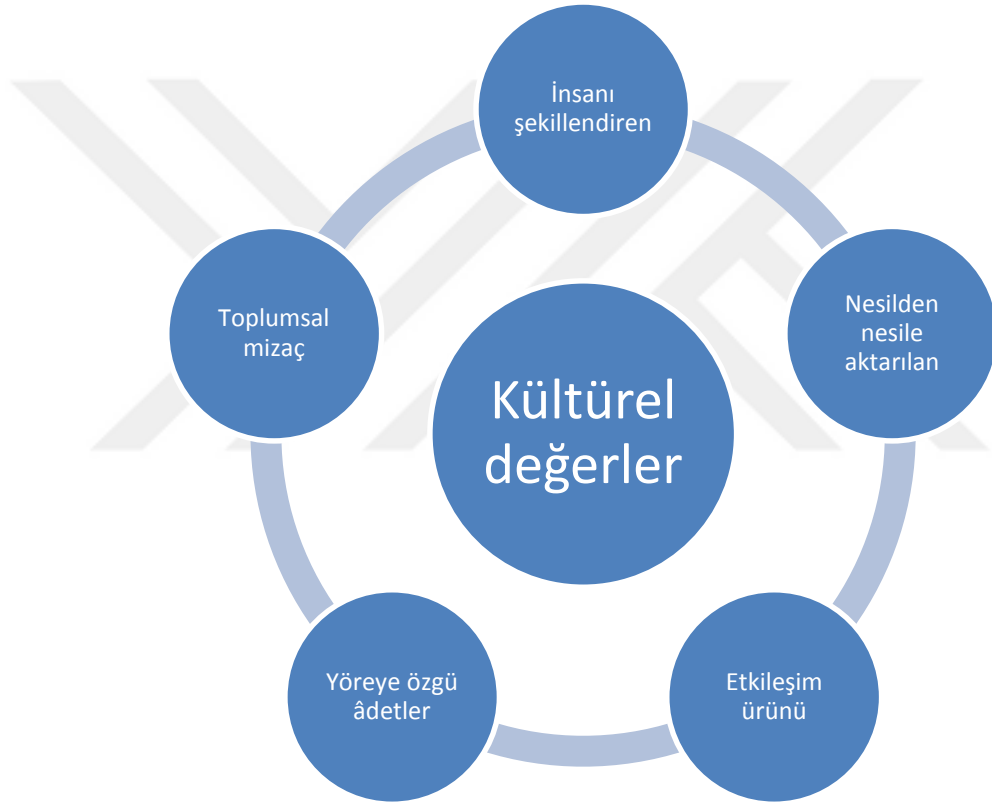 İnsanı
şekillendiren
Nesilden
nesile
aktarılan
Toplumsal
mizaç
Kültürel
değerler
Yöreye özgü
âdetler
Etkileşim
ürünü